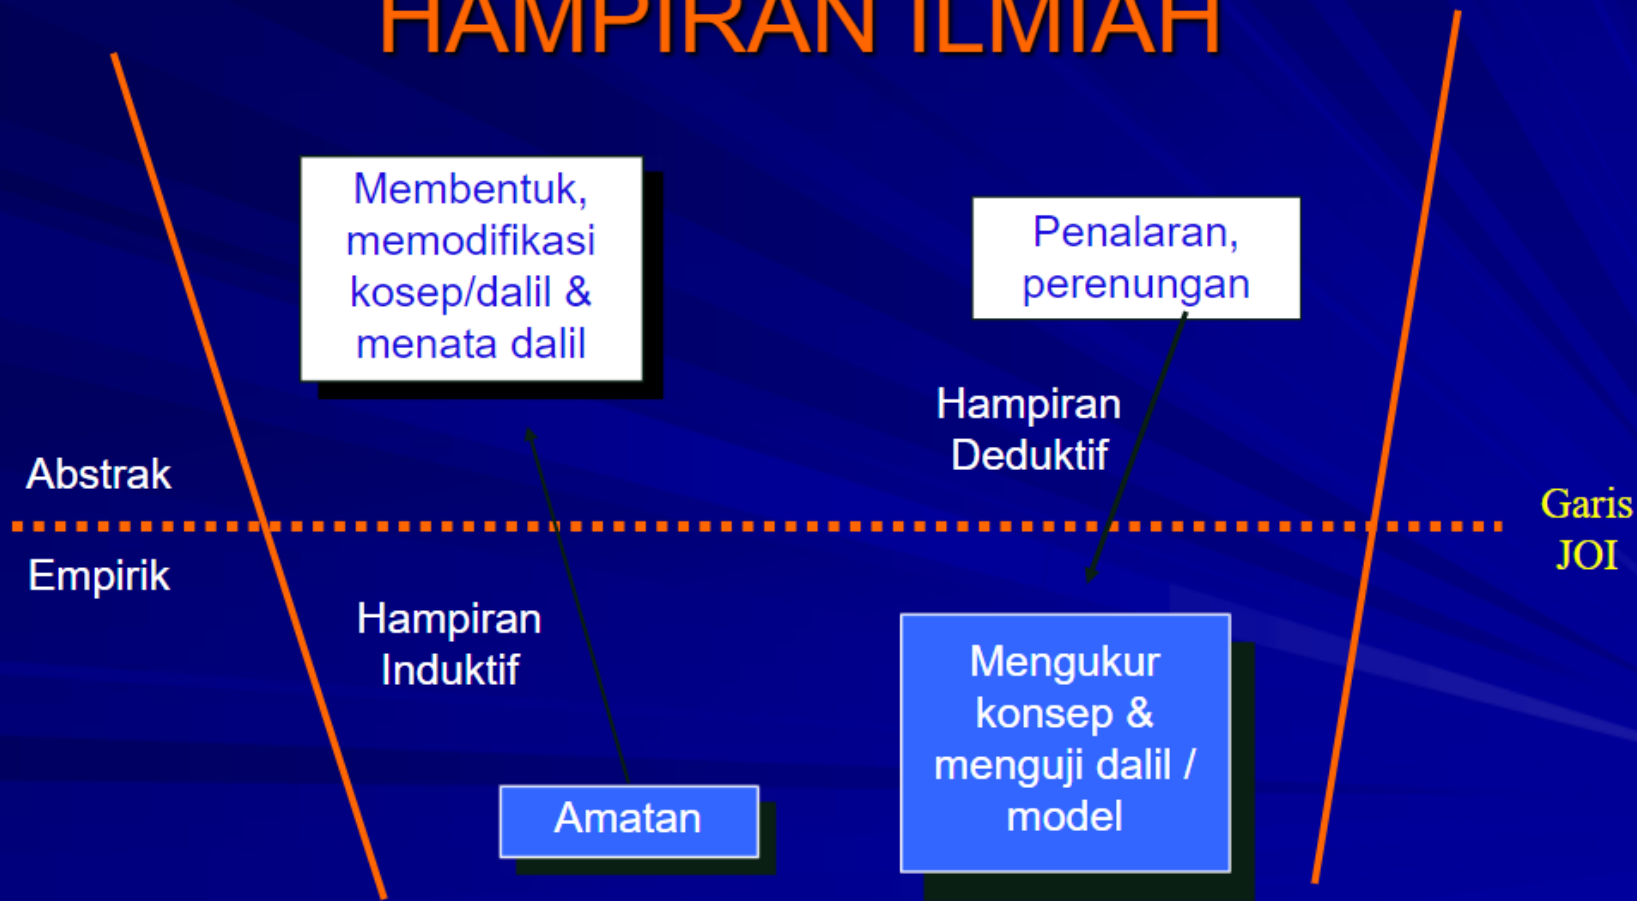 HAMPIRAN ILMIAH
Membentuk,
memodifikasi
kosep/dalil &
menata dalil
Penalaran,
perenungan
Hampiran
Deduktif
Abstrak
Garis
JOI
Empirik
Hampiran
Induktif
Mengukur
konsep &
menguji dalil /
model
Amatan